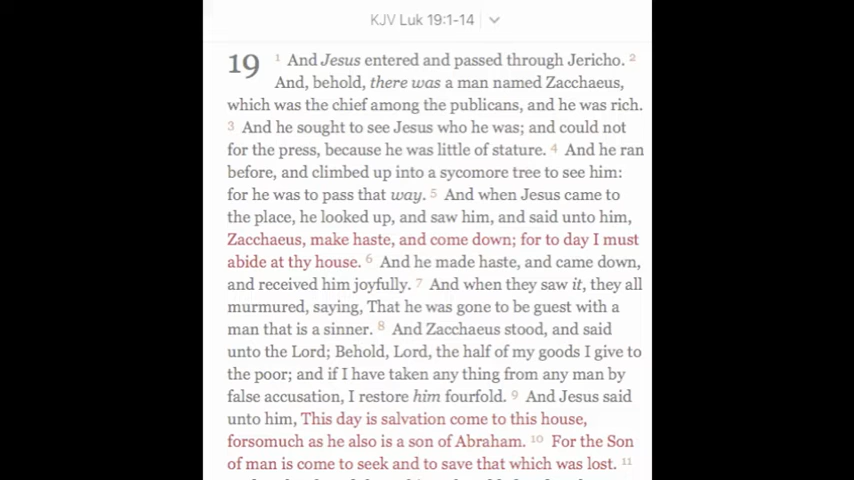 KJV Luk 19:1-14
19 1 And Jesus entered and passed through Jericho. 2
And, behold, there was a man named Zacchaeus,
which was the chief among the publicans, and he was rich.
3 And he sought to see Jesus who he was; and could not
for the press, because he was little of stature. 4 And he ran
before, and climbed up into a sycomore tree to see him:
for he was to pass that way. 5 And when Jesus came to
the place, he looked up, and saw him, and said unto him,
Zacchaeus, make haste, and come down; for to day I must
abide at thy house. 6 And he made haste, and came down,
and received him joyfully. 7 And when they saw it, they all
murmured, saying, That he was gone to be guest with a
man that is a sinner. 8 And Zacchaeus stood, and said
unto the Lord; Behold, Lord, the half of my goods I give to
the poor; and if I have taken any thing from any man by
false accusation, I restore him fourfold. 9 And Jesus said
unto him, This day is salvation come to this house,
forsomuch as he also is a son of Abraham. 10 For the Son
of man is come to seek and to save that which was lost. 11